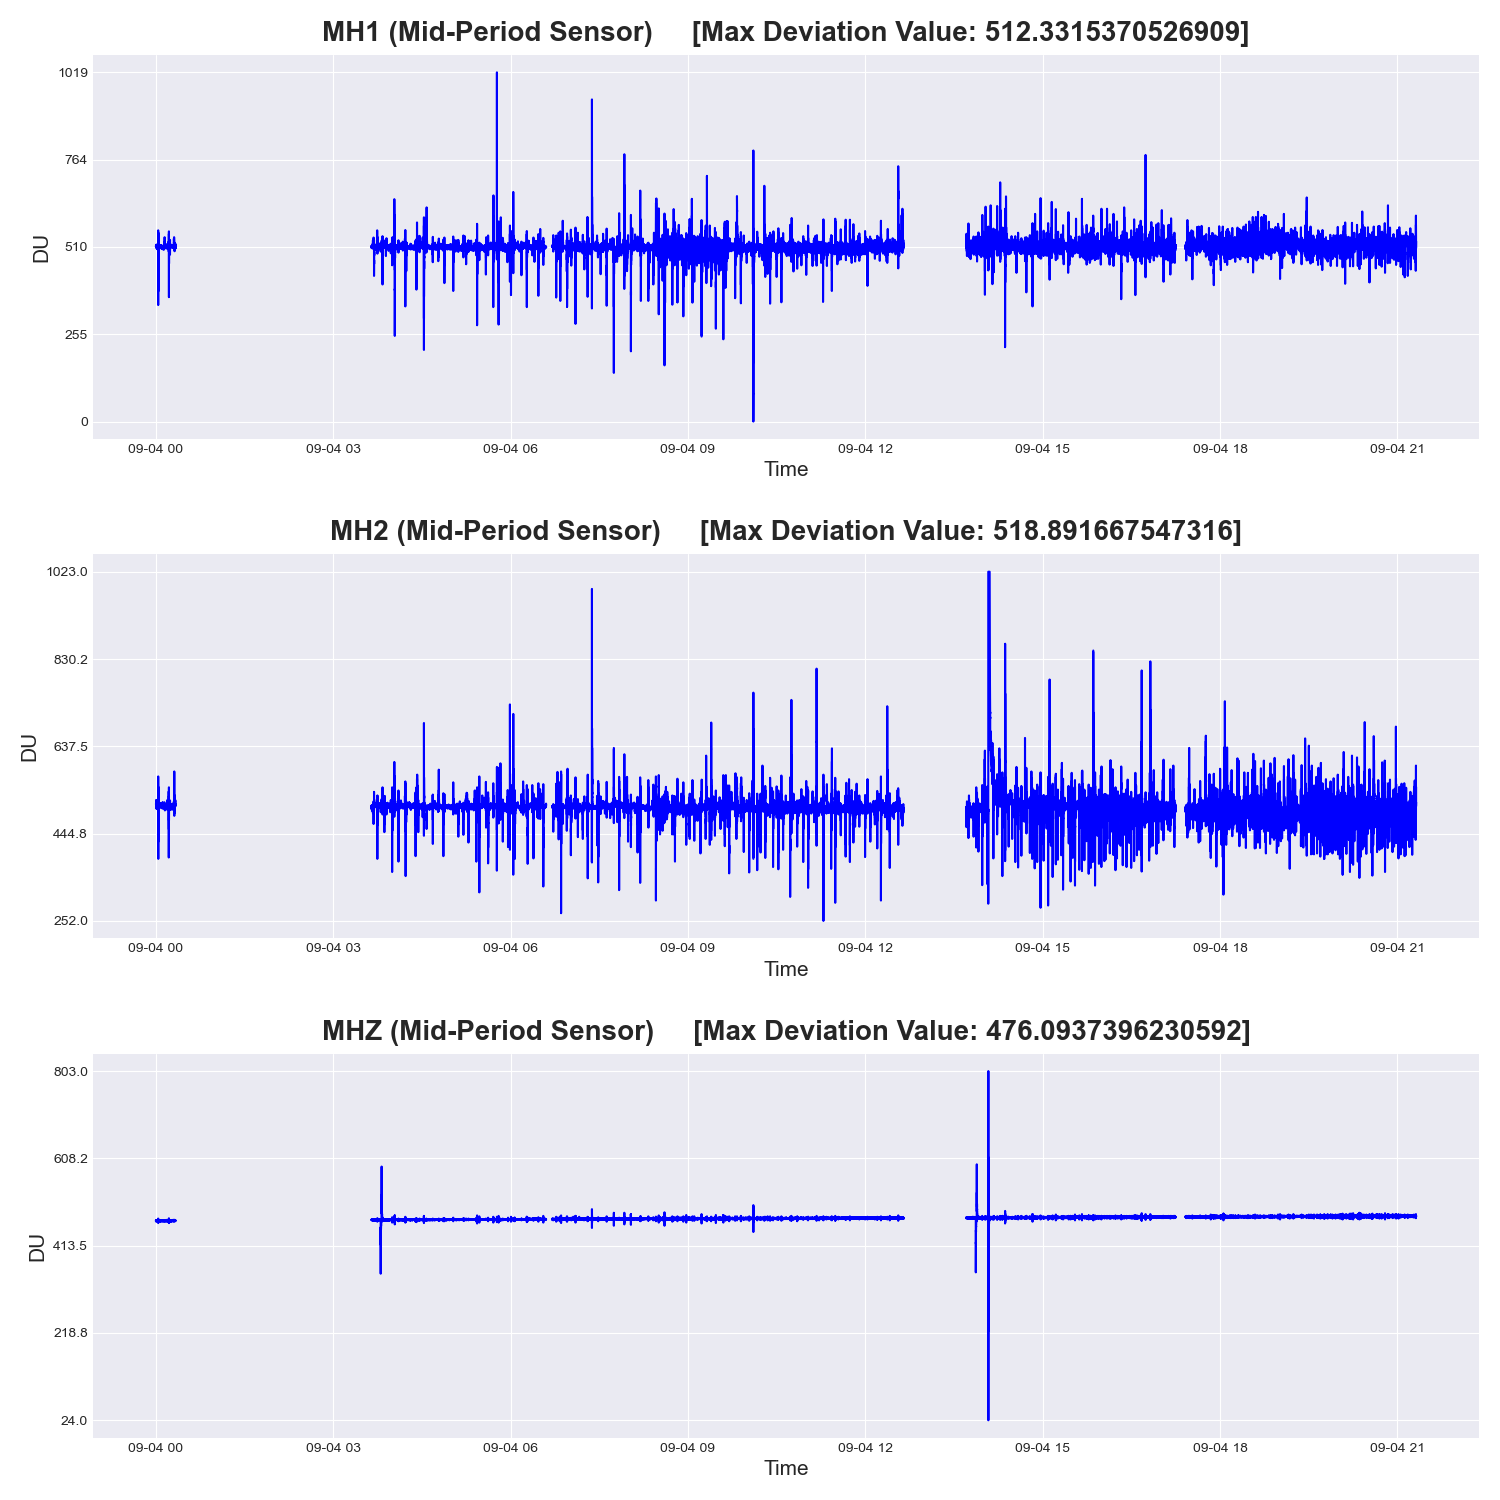 MH1 (Mid-Period Sensor) [Max Deviation Value: 512.3315370526909]
1019
764
510
255
0
DU
09-04 00 09-04 03 09-04 06 09-04 09 09-04 12 09-04 15 09-04 18 09-04 21
Time
MH2 (Mid-Period Sensor) [Max Deviation Value: 518.891667547316]
1023.0
830.2
637.5
444.8
252.0
DU
09-04 00 09-04 03 09-04 06 09-04 09 09-04 12 09-04 15 09-04 18 09-04 21
Time
MHZ (Mid-Period Sensor) [Max Deviation Value: 476.0937396230592]
803.0
608.2
413.5
218.8
24.0
DU
09-04 00 09-04 03 09-04 06 09-04 09 09-04 12 09-04 15 09-04 18 09-04 21
Time